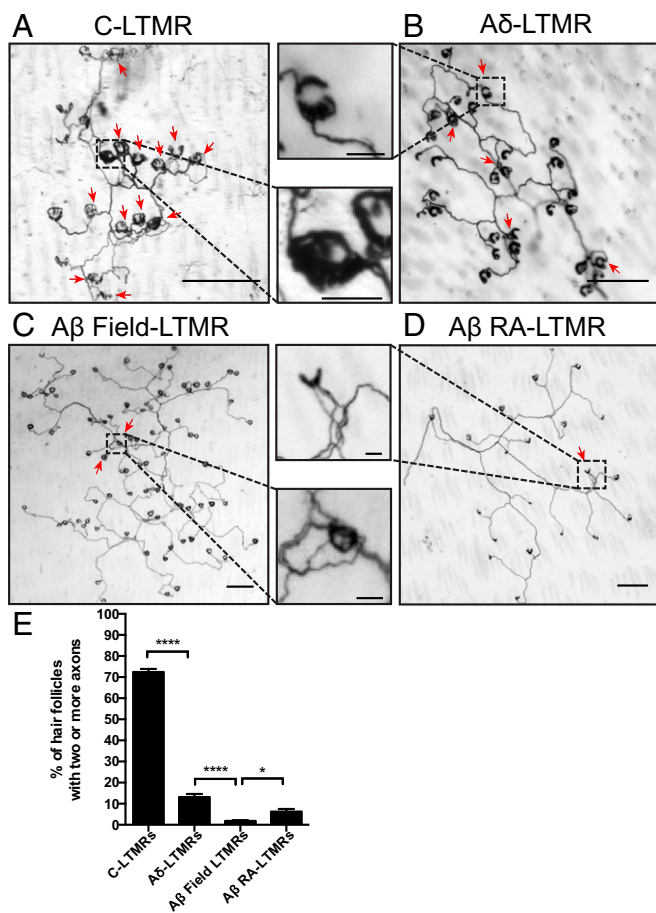 A
C-LTMR
B
Aδ-LTMR
C
Aβ Field-LTMR
D
Aβ RA-LTMR
E
% of hair follicles
with two or more axons
100
90
80
70
60
50
40
30
20
10
0
****
****
*
C-LTMRs
Aδ-LTMRs
Aβ Field LTMRs
Aβ RA-LTMRs